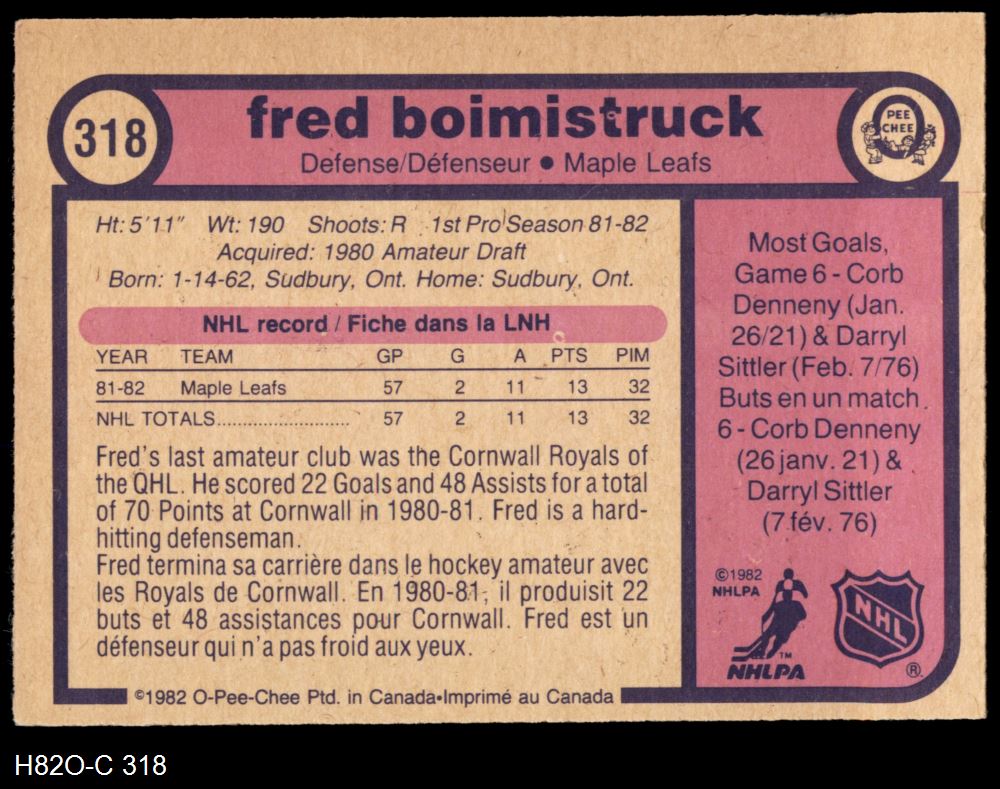 318
fred boimistruck
Defense/Défenseur ● Maple Leafs
PEE
CHEE
Ht: 5'11" Wt: 190 Shoots: R 1st Pro Season 81-82
Acquired: 1980 Amateur Draft
Born: 1-14-62, Sudbury, Ont. Home: Sudbury, Ont.
NHL record / Fiche dans la LNH
YEAR TEAM GP G A PTS PIM
81-82 Maple Leafs 57 2 11 13 32
NHL TOTALS.......................... 57 2 11 13 32
Fred's last amateur club was the Cornwall Royals of
the QHL. He scored 22 Goals and 48 Assists for a total
of 70 Points at Cornwall in 1980-81. Fred is a hard-
hitting defenseman.
Fred termina sa carrière dans le hockey amateur avec
les Royals de Cornwall. En 1980-81, il produisit 22
buts et 48 assistances pour Cornwall. Fred est un
défenseur qui n'a pas froid aux yeux.
©1982 O-Pee-Chee Ptd. in Canada•Imprimé au Canada
Most Goals,
Game 6 - Corb
Denneny (Jan.
26/21) & Darryl
Sittler (Feb. 7/76)
Buts en un match
6 - Corb Denneny
(26 janv. 21) &
Darryl Sittler
(7 fév. 76)
©1982
NHLPA
TM
NHLPA
NHL
®
H82O-C 318